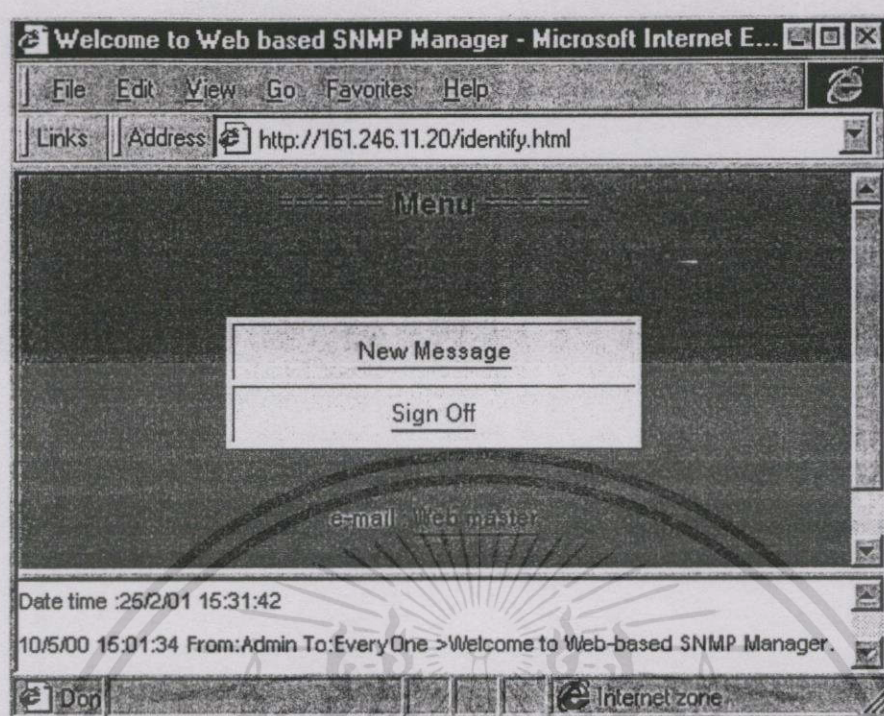 Welcome to Web based SNMP Manager - Microsoft Internet E...
File Edit View Go Favorites Help
Links Address http://161.246.11.20/identify.html
====== Menu ======
New Message
Sign Off
e-mail Web master
Date time :25/2/01 15:31:42
10/5/00 15:01:34 From:Admin To:EveryOne >Welcome to Web-based SNMP Manager.
Don Internet zone